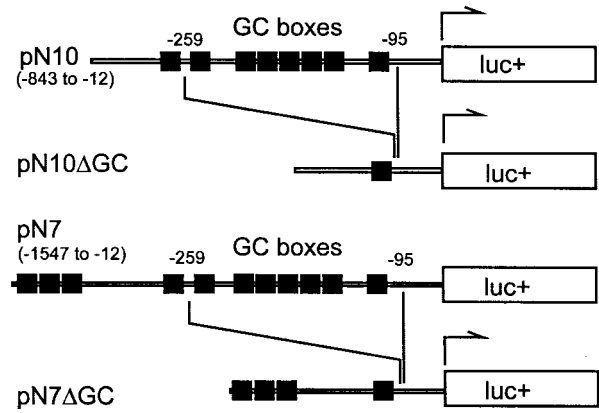 -259 GC boxes -95
pN10
(-843 to -12)
luc+
pN10ΔGC
luc+
pN7
(-1547 to -12)
-259 GC boxes -95
luc+
pN7ΔGC
luc+